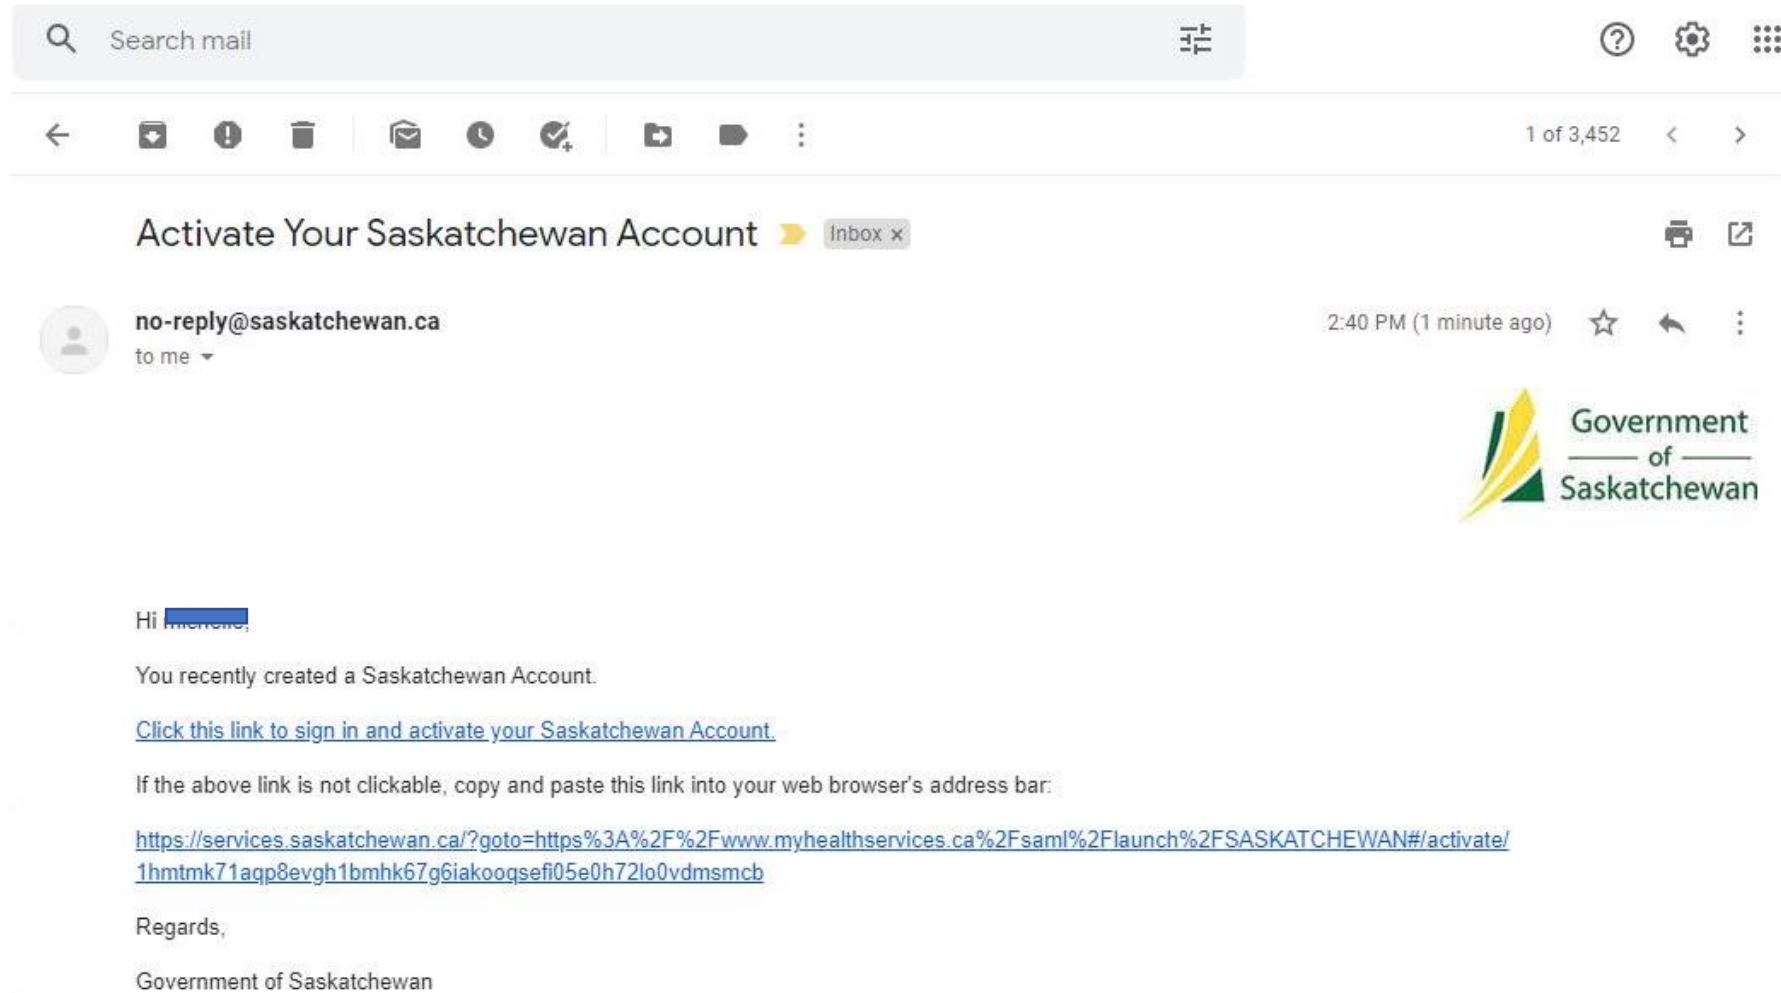 Search mail
1 of 3,452
Activate Your Saskatchewan Account Inbox x
no-reply@saskatchewan.ca 2:40 PM (1 minute ago)
to me
Government
of
Saskatchewan
Hi
You recently created a Saskatchewan Account.
Click this link to sign in and activate your Saskatchewan Account.
If the above link is not clickable, copy and paste this link into your web browser's address bar:
https://services.saskatchewan.ca/?goto=https%3A%2F%2Fwww.myhealthservices.ca%2Fsaml%2Flaunch%2FSASKATCHEWAN#/activate/
1hmtmk71aqp8evgh1bmhk67g6iakooqsefi05e0h72lo0vdmsmcb
Regards,
Government of Saskatchewan